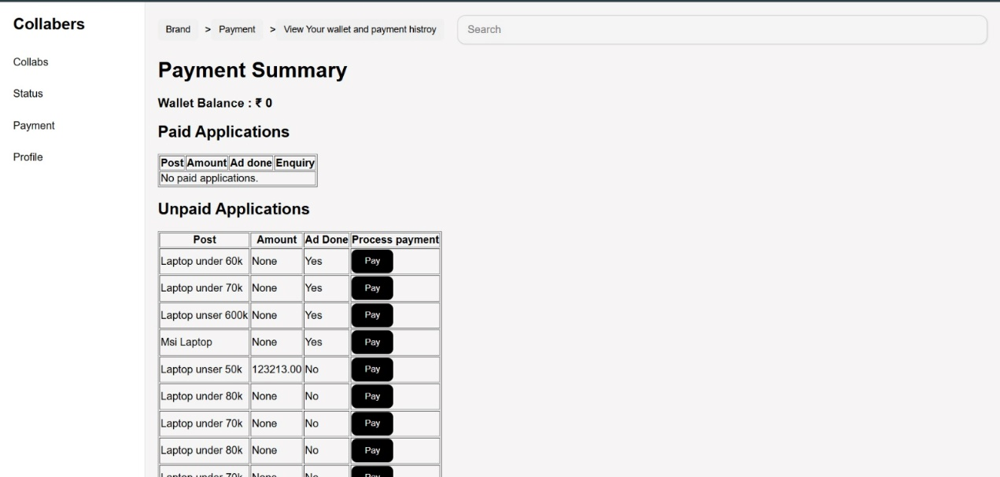 Collabers
Collabs
Status
Payment
Profile
Brand > Payment > View Your wallet and payment histroy
Search
Payment Summary
Wallet Balance : ₹ 0
Paid Applications
Post Amount Ad done Enquiry
No paid applications.
Unpaid Applications
Post Amount Ad Done Process payment
Laptop under 60k None Yes Pay
Laptop under 70k None Yes Pay
Laptop unser 600k None Yes Pay
Msi Laptop None Yes Pay
Laptop unser 50k 123213.00 No Pay
Laptop under 80k None No Pay
Laptop under 70k None No Pay
Laptop under 80k None No Pay
Laptop under 70k None No Pay